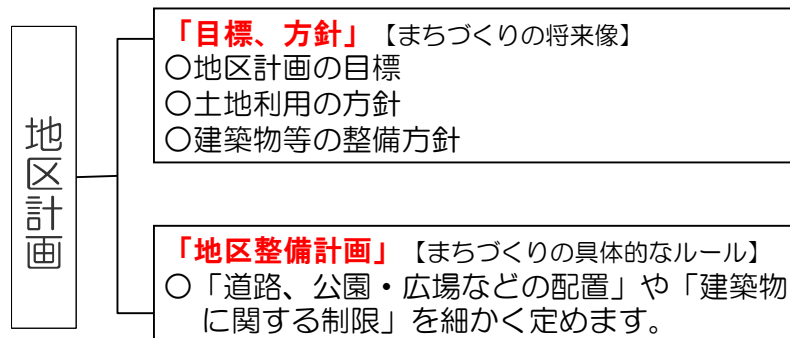 地区計画
「目標、方針」【まちづくりの将来像】
〇地区計画の目標
〇土地利用の方針
〇建築物等の整備方針
「地区整備計画」【まちづくりの具体的なルール】
〇「道路、公園・広場などの配置」や「建築物
に関する制限」を細かく定めます。